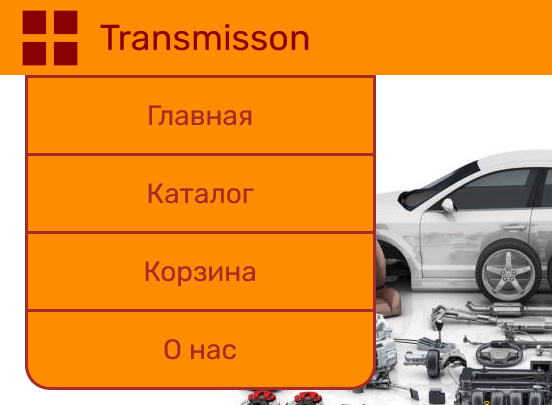 Transmisson
Главная
Каталог
Корзина
О нас